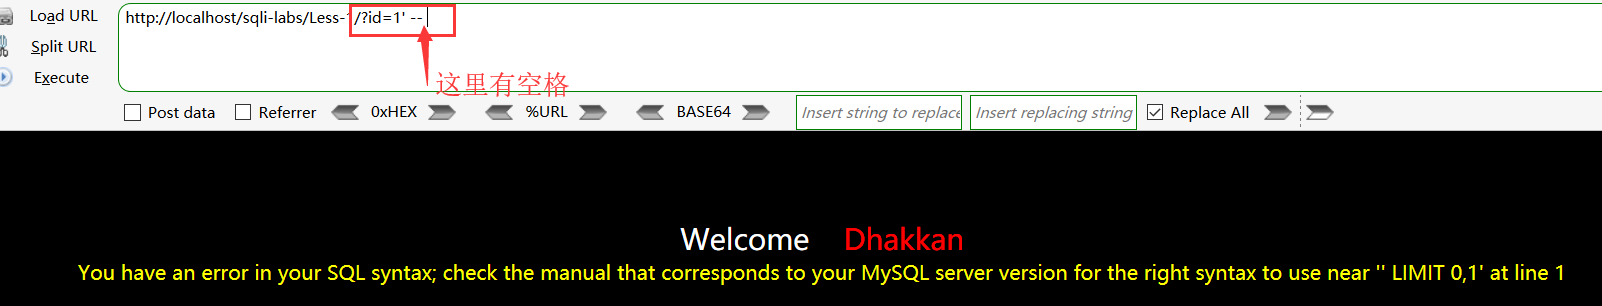 Load URL
http://localhost/sqli-labs/Less-1/?id=1' --
Split URL
Execute
这里有空格
Post data Referrer 0xHEX %URL BASE64 Insert string to replace Insert replacing string Replace All
Welcome Dhakkan
You have an error in your SQL syntax; check the manual that corresponds to your MySQL server version for the right syntax to use near '' LIMIT 0,1' at line 1